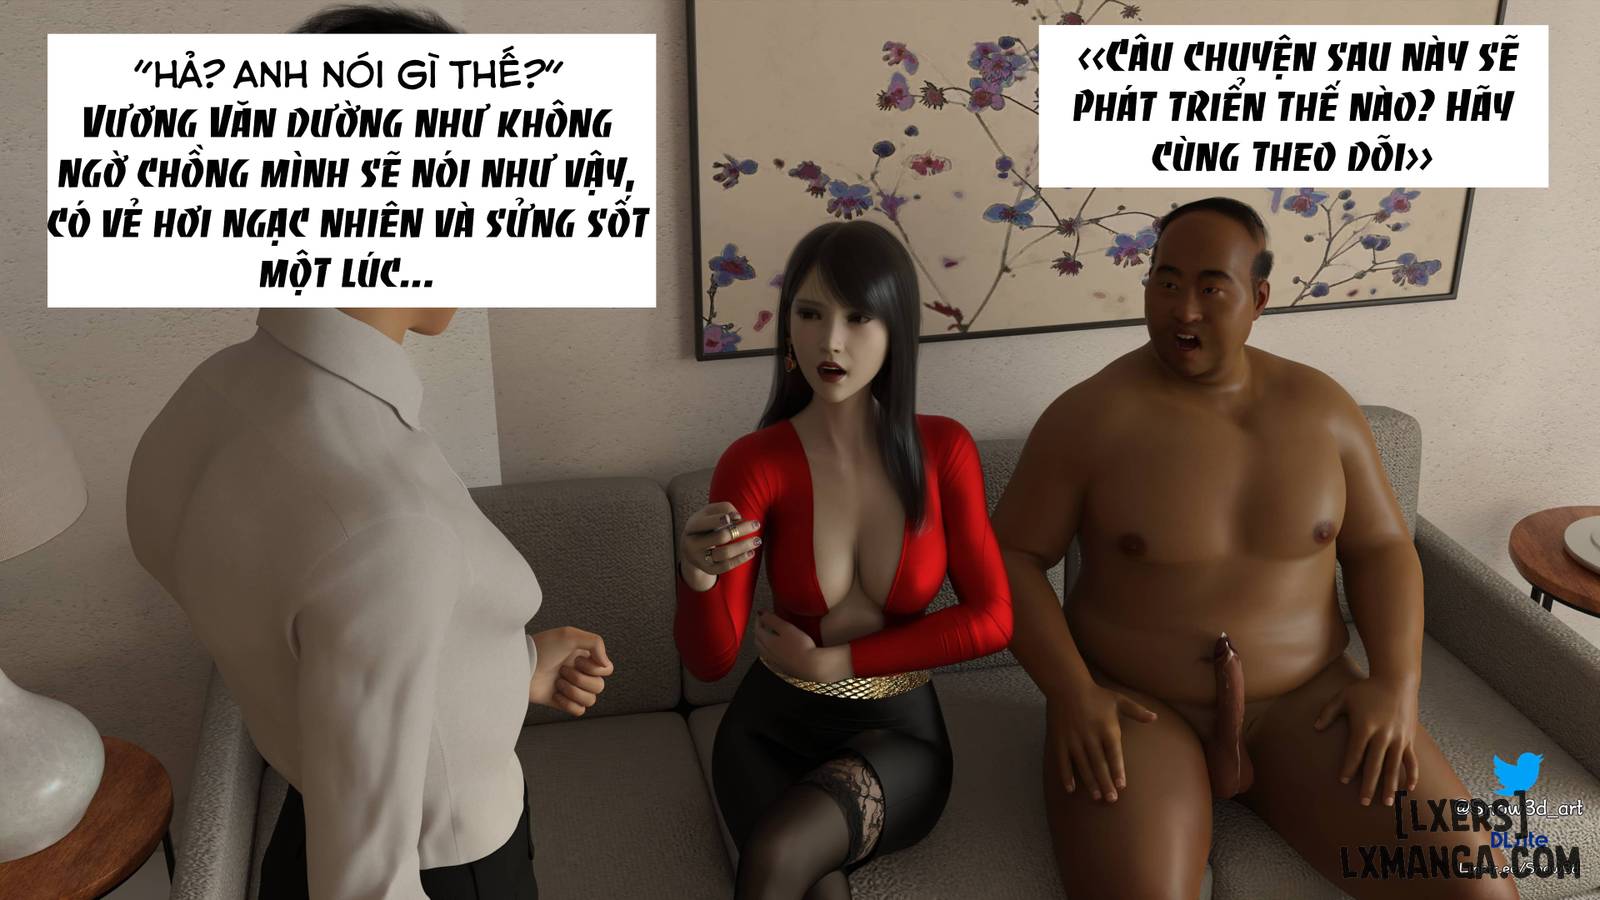 "HẢ? ANH NÓI GÌ THẾ?"
VƯƠNG VĂN DƯỜNG NHƯ KHÔNG
NGỜ CHỒNG MÌNH SẼ NÓI NHƯ VẬY,
CÓ VẺ HƠI NGẠC NHIÊN VÀ SỬNG SỐT
MỘT LÚC...
<<CÂU CHUYỆN SAU NÀY SẼ
PHÁT TRIỂN THẾ NÀO? HÃY
CÙNG THEO DÕI>>
@Snow3d_art
[LXERS]
LXMANGA.COM